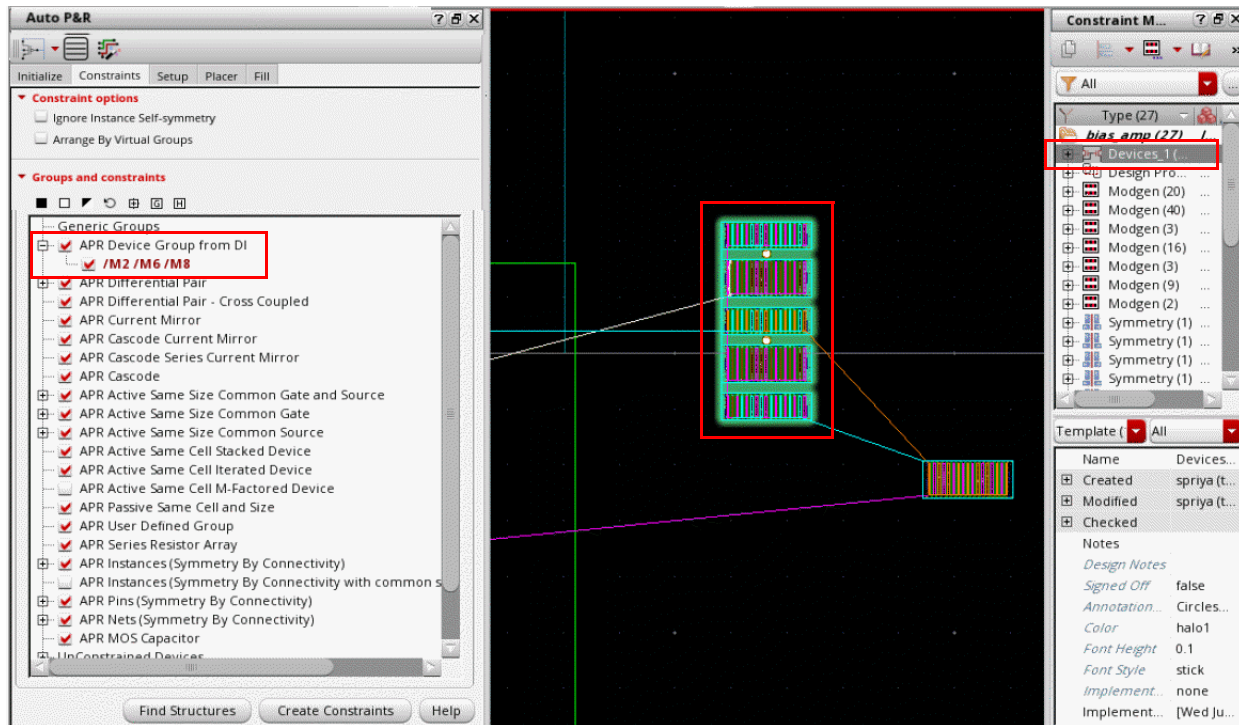 Auto P&R
Initialize Constraints Setup Placer Fill
Constraint options
Ignore Instance Self-symmetry
Arrange By Virtual Groups
Groups and constraints
G H
Generic Groups
APR Device Group from DI
/M2 /M6 /M8
APR Differential Pair
APR Differential Pair - Cross Coupled
APR Current Mirror
APR Cascode Current Mirror
APR Cascode Series Current Mirror
APR Cascode
APR Active Same Size Common Gate and Source
APR Active Same Size Common Gate
APR Active Same Size Common Source
APR Active Same Cell Stacked Device
APR Active Same Cell Iterated Device
APR Active Same Cell M-Factored Device
APR Passive Same Cell and Size
APR User Defined Group
APR Series Resistor Array
APR Instances (Symmetry By Connectivity)
APR Instances (Symmetry By Connectivity with common s
APR Pins (Symmetry By Connectivity)
APR Nets (Symmetry By Connectivity)
APR MOS Capacitor
UnConstrained Devices
Find Structures Create Constraints Help
Constraint M...
All ...
Type (27)
bias_amp (27)
Devices_1 (...
Design Pro... ...
Modgen (20) ...
Modgen (40) ...
Modgen (3) ...
Modgen (16) ...
Modgen (3) ...
Modgen (9) ...
Modgen (2) ...
Symmetry (1) ...
Symmetry (1) ...
Symmetry (1) ...
Symmetry (1) ...
Template ( All
Name Devices...
Created spriya (t...
Modified spriya (t...
Checked
Notes
Design Notes
Signed Off false
Annotation... Circles...
Color halo1
Font Height 0.1
Font Style stick
Implement... none
Implement... [Wed Ju...